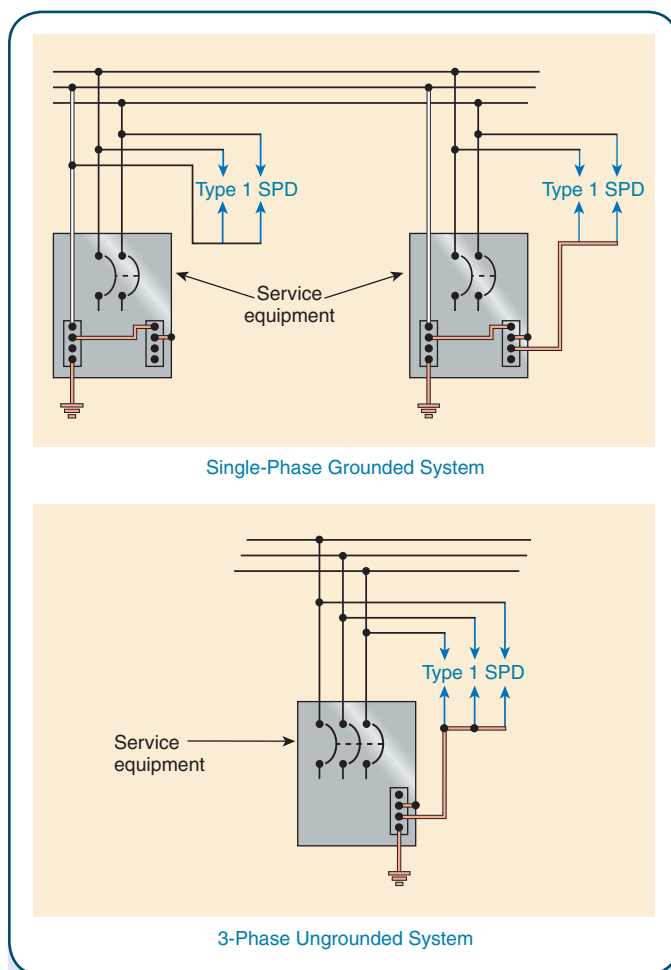 Type 1 SPD
Type 1 SPD
Service
equipment
Single-Phase Grounded System
Type 1 SPD
Service
equipment
3-Phase Ungrounded System